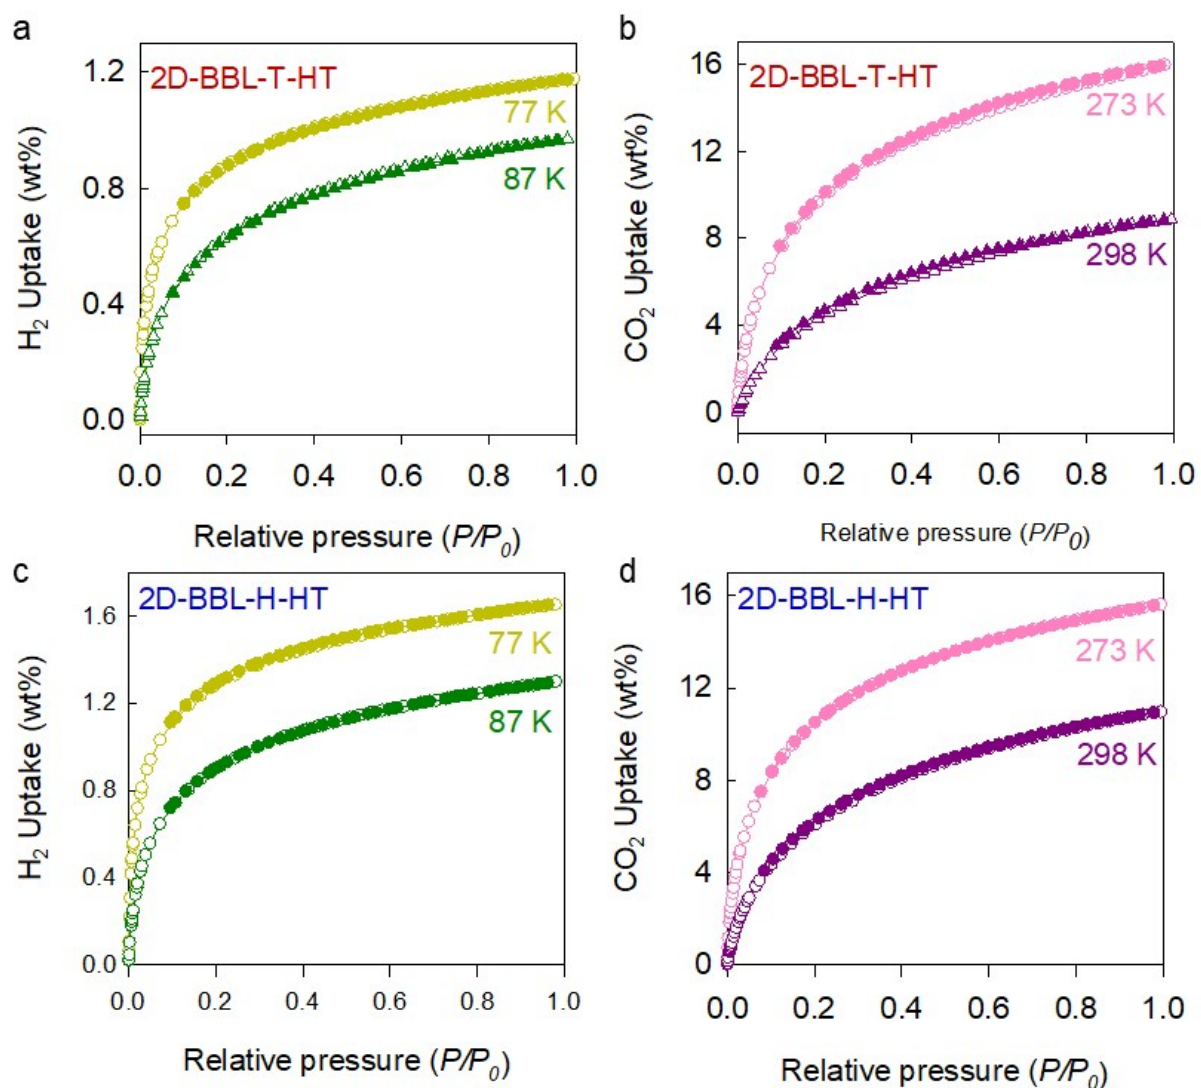 a
2D-BBL-T-HT
77 K
87 K
H2 Uptake (wt%)
1.2
0.8
0.4
0.0
0.0 0.2 0.4 0.6 0.8 1.0
Relative pressure (P/P0)
b
2D-BBL-T-HT
273 K
298 K
CO2 Uptake (wt%)
16
12
8
4
0
0.0 0.2 0.4 0.6 0.8 1.0
Relative pressure (P/P0)
c
2D-BBL-H-HT
77 K
87 K
H2 Uptake (wt%)
1.6
1.2
0.8
0.4
0.0
0.0 0.2 0.4 0.6 0.8 1.0
Relative pressure (P/P0)
d
2D-BBL-H-HT
273 K
298 K
CO2 Uptake (wt%)
16
12
8
4
0
0.0 0.2 0.4 0.6 0.8 1.0
Relative pressure (P/P0)